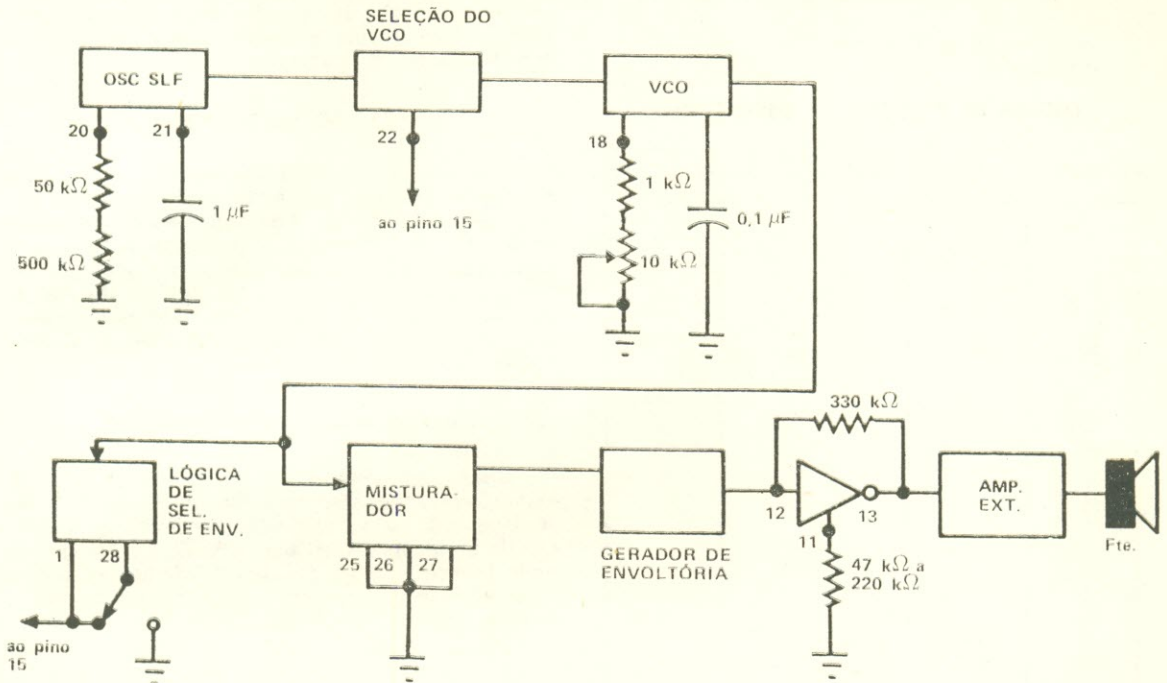 SELEÇÃO DO
VCO
OSC SLF
VCO
20
21
22
18
50 kΩ
1 µF
ao pino 15
1 kΩ
0,1 µF
500 kΩ
10 kΩ
330 kΩ
LÓGICA
DE
SEL.
DE ENV.
MISTURA-
DOR
12
13
AMP.
EXT.
1
28
25
26
27
GERADOR DE
ENVOLTÓRIA
11
47 kΩ a
220 kΩ
Fte.
ao pino
15